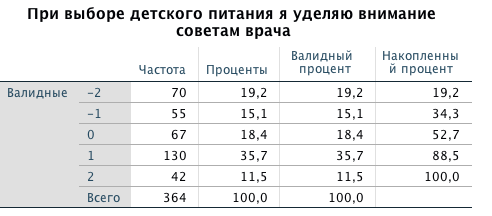 При выборе детского питания я уделяю внимание
советам врача
Частота Проценты Валидный процент Накопленны й процент
Валидные -2 70 19,2 19,2 19,2
-1 55 15,1 15,1 34,3
0 67 18,4 18,4 52,7
1 130 35,7 35,7 88,5
2 42 11,5 11,5 100,0
Всего 364 100,0 100,0